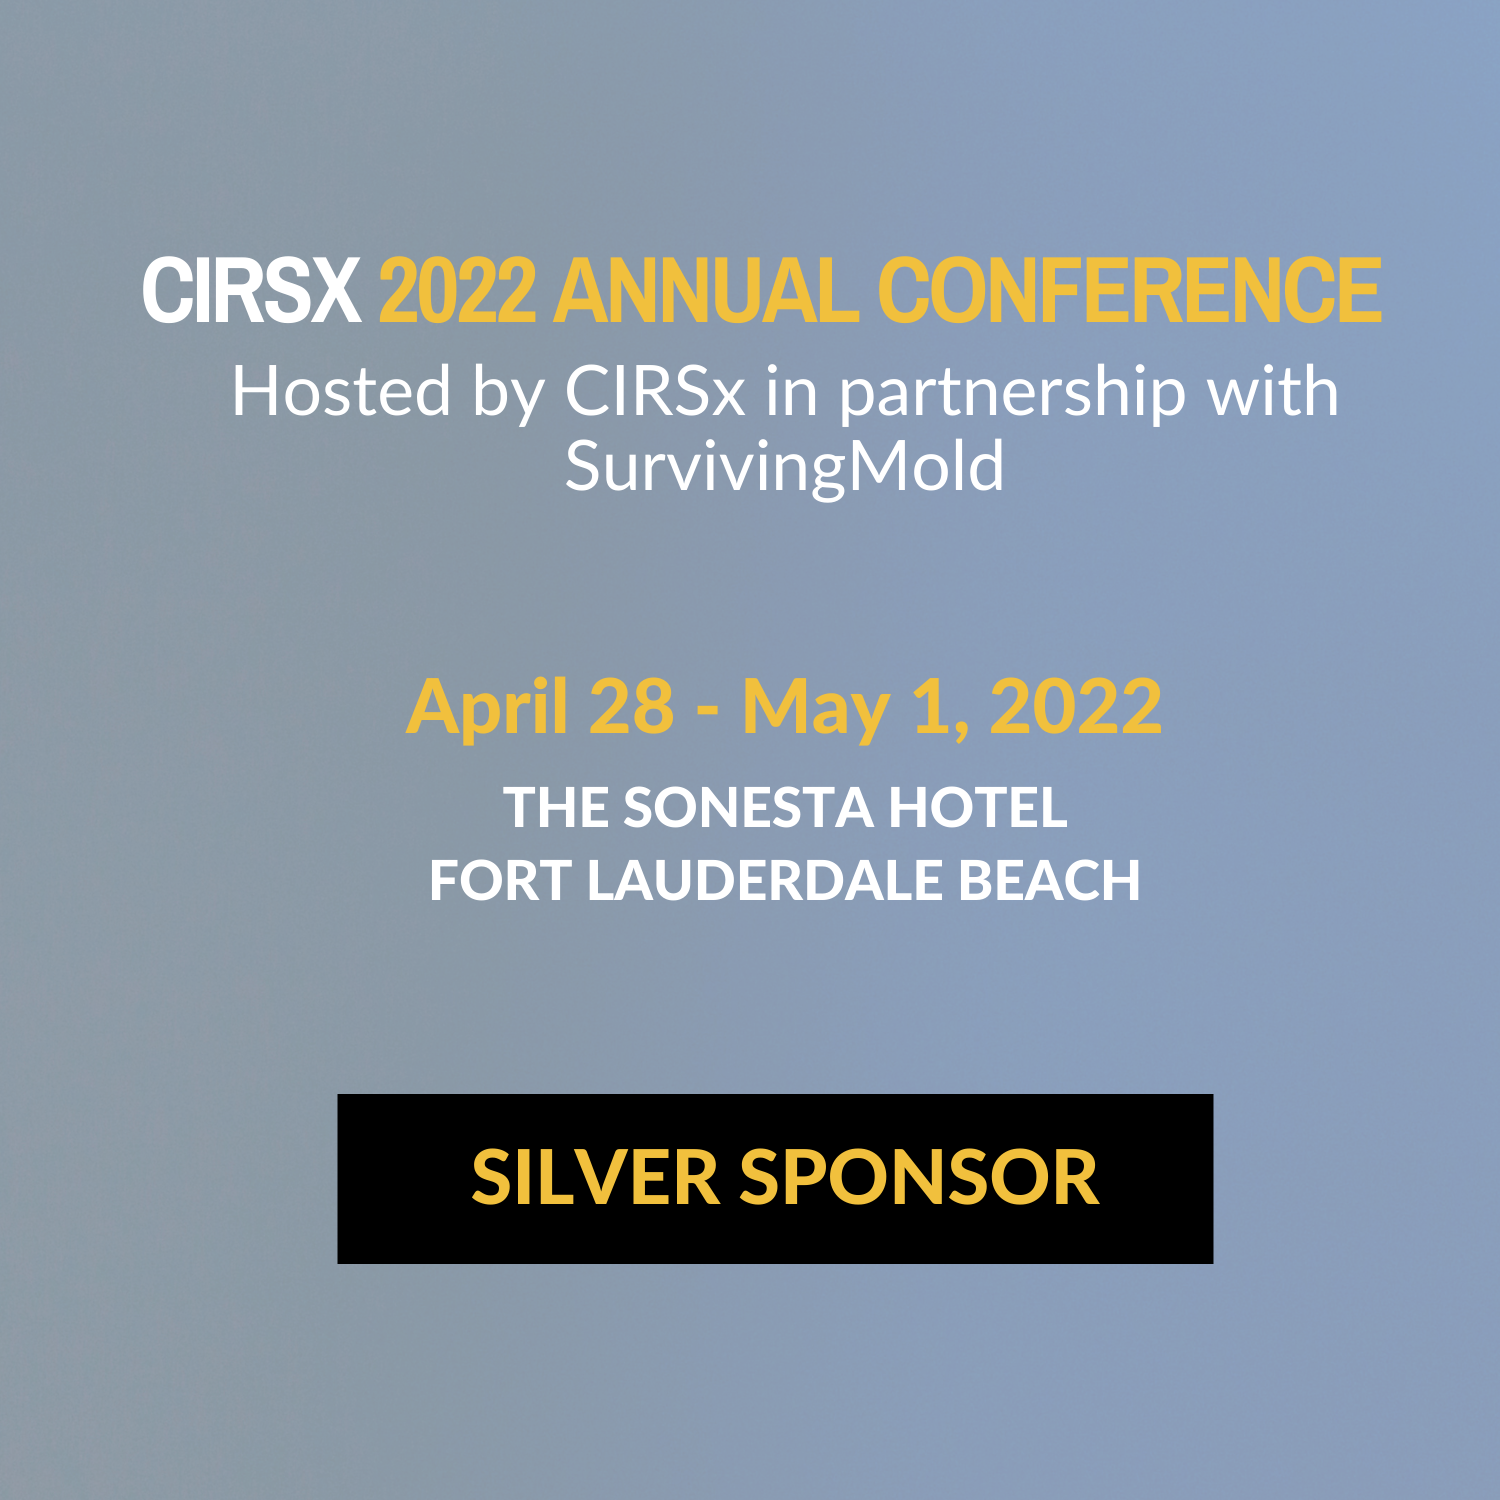 CIRSX 2022 ANNUAL CONFERENCE
Hosted by CIRSx in partnership with
SurvivingMold
April 28 - May 1, 2022
THE SONESTA HOTEL
FORT LAUDERDALE BEACH
SILVER SPONSOR